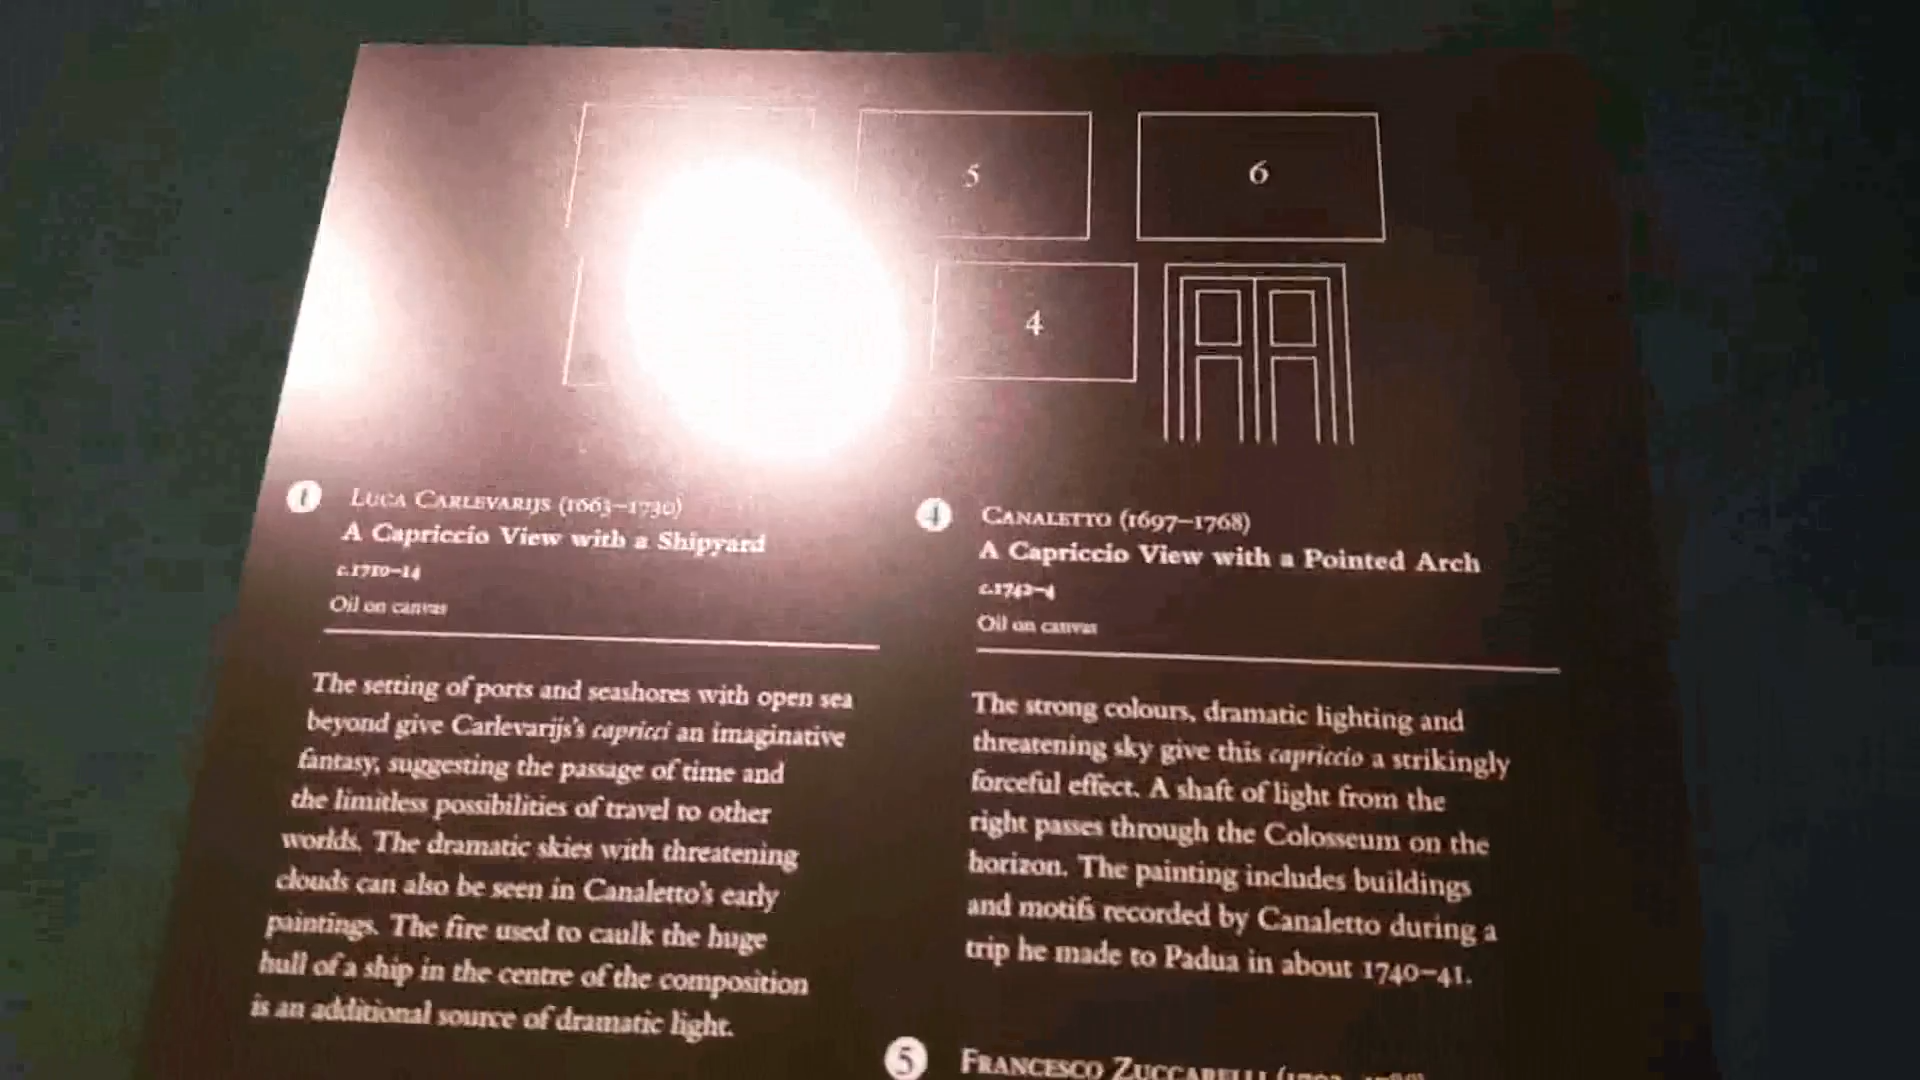 5
6
4
1
LUCA CARLEVARIJS (1663–1730)
A Capriccio View with a Shipyard
c.1710–14
Oil on canvas
The setting of ports and seashores with open sea
beyond give Carlevarijs's capricci an imaginative
fantasy, suggesting the passage of time and
the limitless possibilities of travel to other
worlds. The dramatic skies with threatening
clouds can also be seen in Canaletto's early
paintings. The fire used to caulk the huge
hull of a ship in the centre of the composition
is an additional source of dramatic light.
4
CANALETTO (1697–1768)
A Capriccio View with a Pointed Arch
c.1742–4
Oil on canvas
The strong colours, dramatic lighting and
threatening sky give this capriccio a strikingly
forceful effect. A shaft of light from the
right passes through the Colosseum on the
horizon. The painting includes buildings
and motifs recorded by Canaletto during a
trip he made to Padua in about 1740–41.
5
FRANCESCO ZUCCARELLI